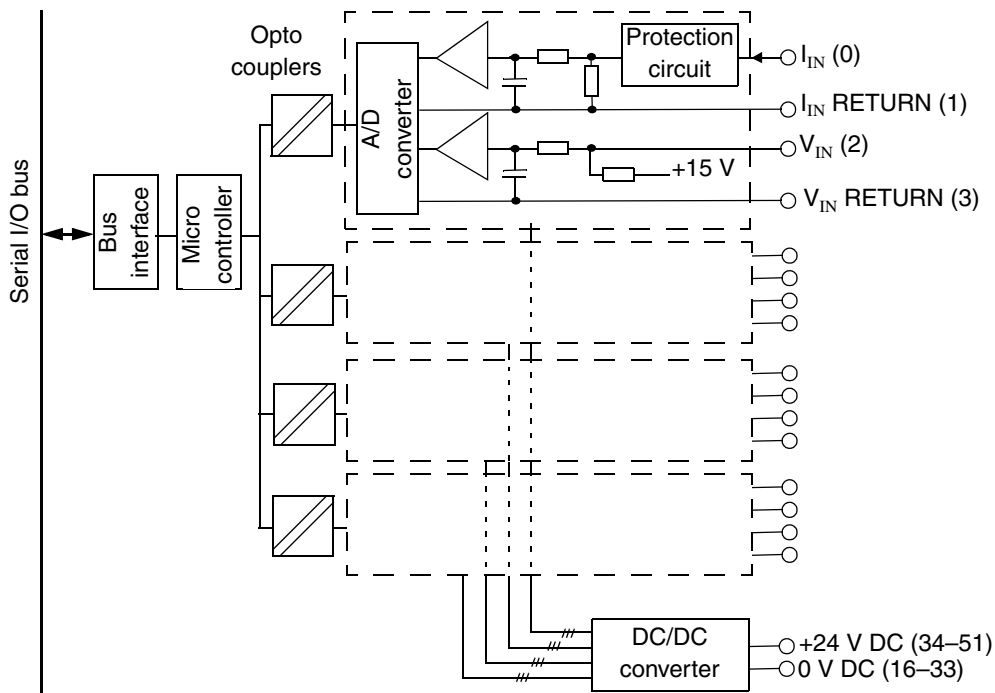 Opto
couplers
A/D
converter
Protection
circuit
I_IN (0)
I_IN RETURN (1)
V_IN (2)
+15 V
V_IN RETURN (3)
Serial I/O bus
Bus
interface
Micro
controller
DC/DC
converter
+24 V DC (34–51)
0 V DC (16–33)